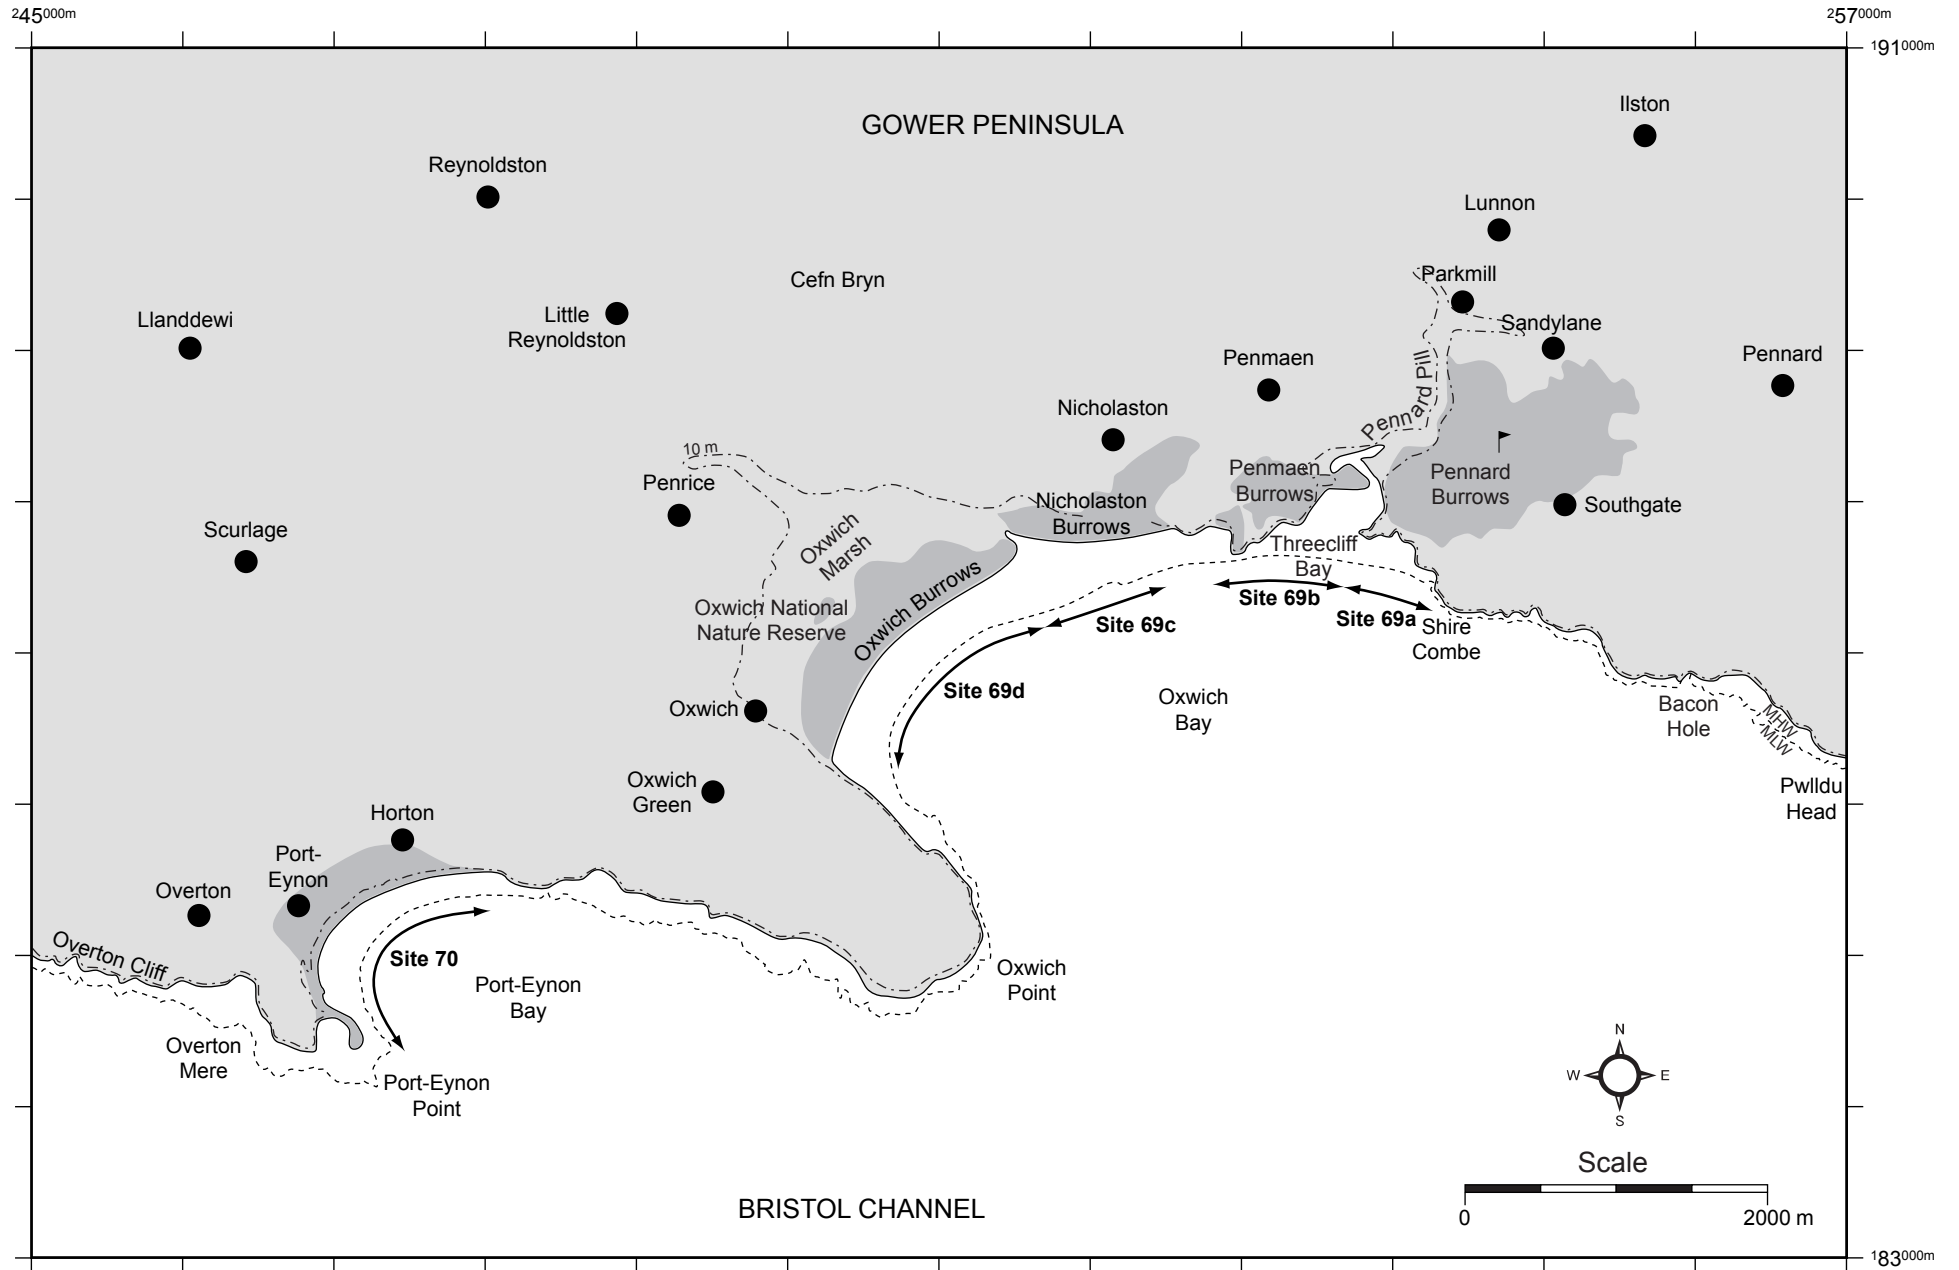 245000m
257000m
191000m
GOWER PENINSULA
Ilston
Reynoldston
Lunnon
Parkmill
Cefn Bryn
Little
Reynoldston
Llanddewi
Sandylane
Penmaen
Pennard
Pennard Pill
Nicholaston
10 m
Penrice
Penmaen
Burrows
Pennard
Burrows
Nicholaston
Burrows
Southgate
Scurlage
Oxwich
Marsh
Threecliff
Bay
Oxwich National
Nature Reserve
Oxwich Burrows
Site 69b
Site 69a
Site 69c
Shire
Combe
Site 69d
Oxwich
Oxwich
Bay
Bacon
Hole
MHW
MLW
Oxwich
Green
Pwlldu
Head
Horton
Port-
Eynon
Overton
Overton Cliff
Site 70
Port-Eynon
Bay
Oxwich
Point
Overton
Mere
Port-Eynon
Point
N
W
E
S
Scale
0
2000 m
BRISTOL CHANNEL
183000m